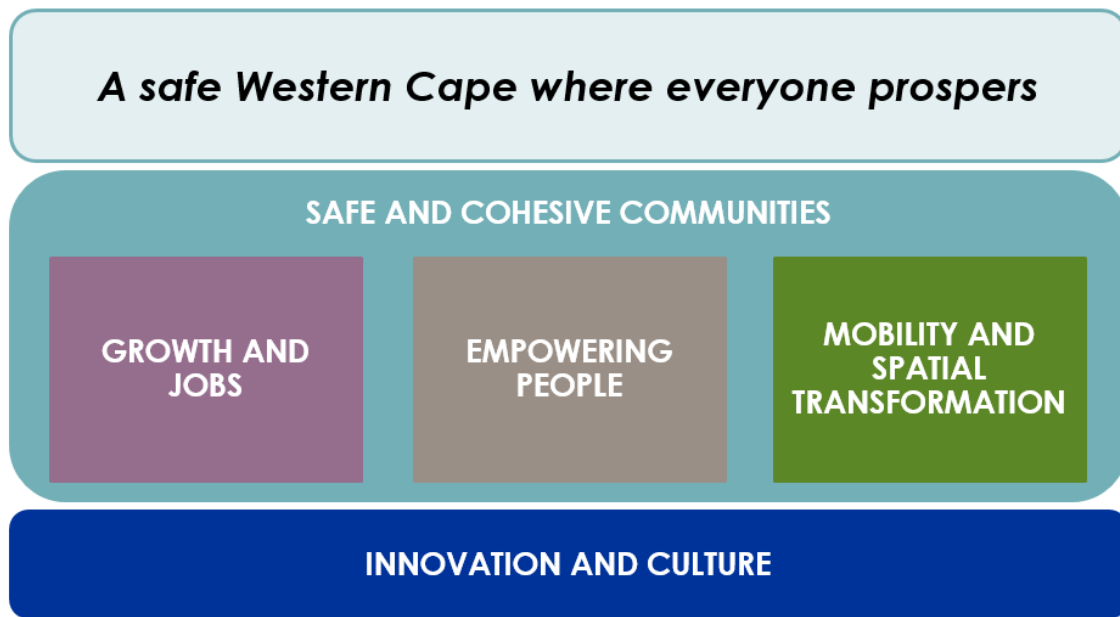 A safe Western Cape where everyone prospers
SAFE AND COHESIVE COMMUNITIES
GROWTH AND
JOBS
EMPOWERING
PEOPLE
MOBILITY AND
SPATIAL
TRANSFORMATION
INNOVATION AND CULTURE